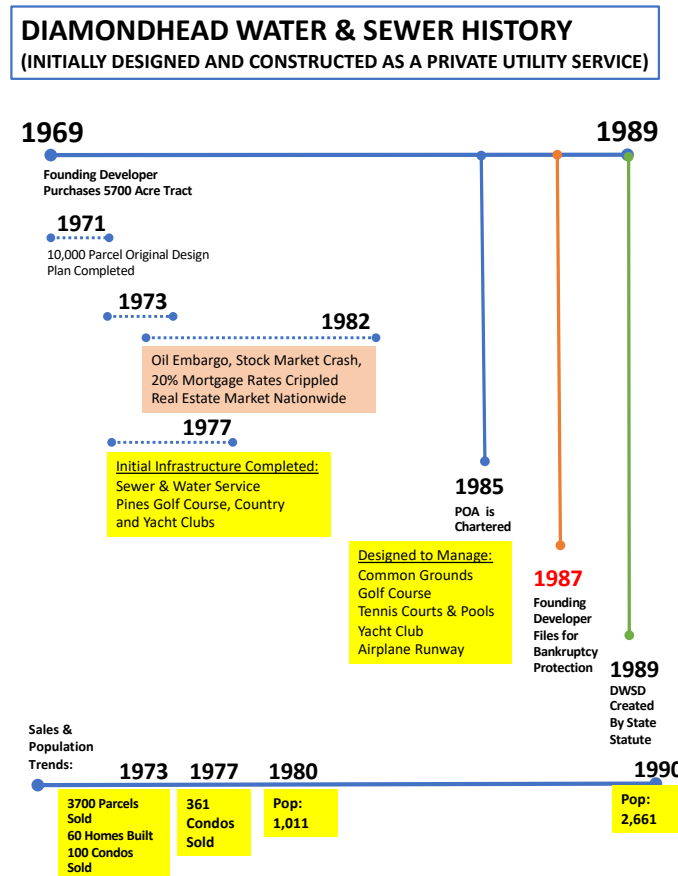 DIAMONDHEAD WATER & SEWER HISTORY
(INITIALLY DESIGNED AND CONSTRUCTED AS A PRIVATE UTILITY SERVICE)
1969
1989
Founding Developer
Purchases 5700 Acre Tract
1971
10,000 Parcel Original Design
Plan Completed
1973
1982
Oil Embargo, Stock Market Crash,
20% Mortgage Rates Crippled
Real Estate Market Nationwide
1977
Initial Infrastructure Completed:
Sewer & Water Service
Pines Golf Course, Country
and Yacht Clubs
1985
POA is
Chartered
Designed to Manage:
Common Grounds
Golf Course
Tennis Courts & Pools
Yacht Club
Airplane Runway
1987
Founding
Developer
Files for
Bankruptcy
Protection
1989
DWSD
Created
By State
Statute
Sales &
Population
Trends:
1973
1977
1980
1990
3700 Parcels
Sold
60 Homes Built
100 Condos
Sold
361
Condos
Sold
Pop:
1,011
Pop:
2,661